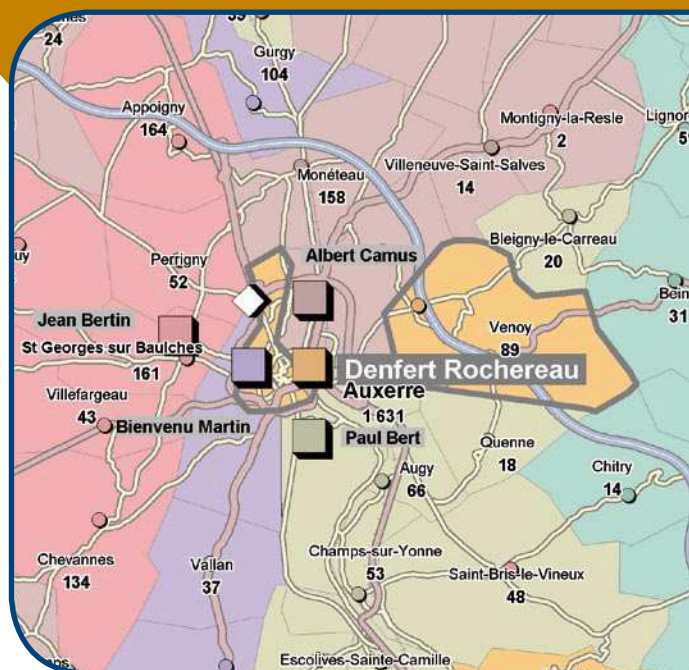 24
39
Gurgy
104
Appoigny
164
Montigny-la-Resle
2
Villeneuve-Saint-Salves
14
Monéteau
158
Perrigny
52
Albert Camus
Bleigny-le-Carreau
20
Jean Bertin
St Georges sur Baulches
161
Venoy
89
31
Denfert Rochereau
Auxerre
1 631
Villefargeau
43
Bienvenu Martin
Paul Bert
Quenne
18
Augy
66
Chitry
14
Chevannes
134
Vallan
37
Champs-sur-Yonne
53
Saint-Bris-le-Vineux
48
Escolives-Sainte-Camille